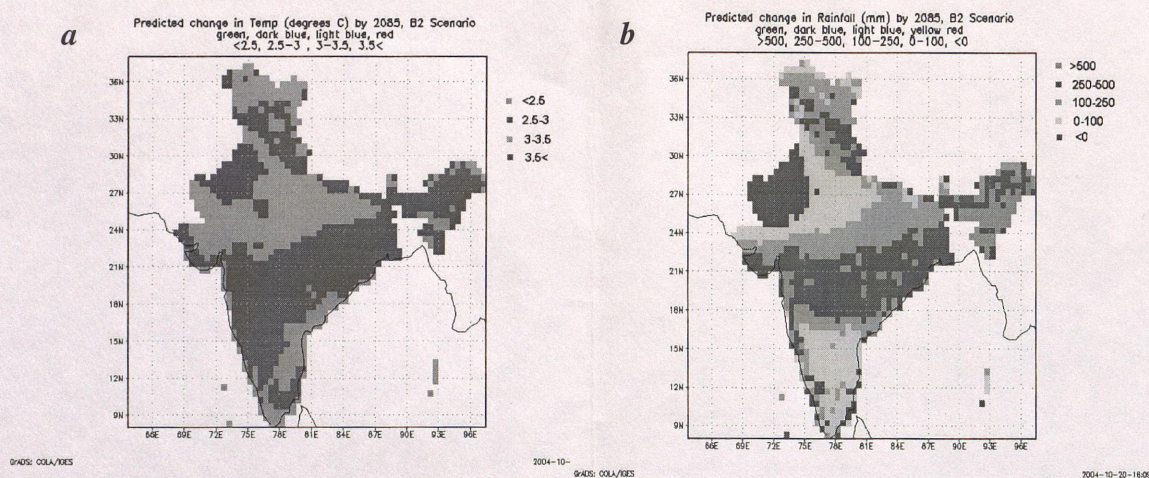 a
Predicted change in Temp (degrees C) by 2085, B2 Scenario
green, dark blue, light blue, red
<2.5, 2.5-3 , 3-3.5, 3.5<
36N
33N
30N
27N
24N
21N
18N
15N
12N
9N
66E 69E 72E 75E 78E 81E 84E 87E 90E 93E 96E
<2.5
2.5-3
3-3.5
3.5<
GrADS: COLA/IGES
2004-10-
b
Predicted change in Rainfall (mm) by 2085, B2 Scenario
green, dark blue, light blue, yellow red
>500, 250-500, 100-250, 0-100, <0
36N
33N
30N
27N
24N
21N
18N
15N
12N
9N
66E 69E 72E 75E 78E 81E 84E 87E 90E 93E 96E
>500
250-500
100-250
0-100
<0
GrADS: COLA/IGES
2004-10-20-16:05